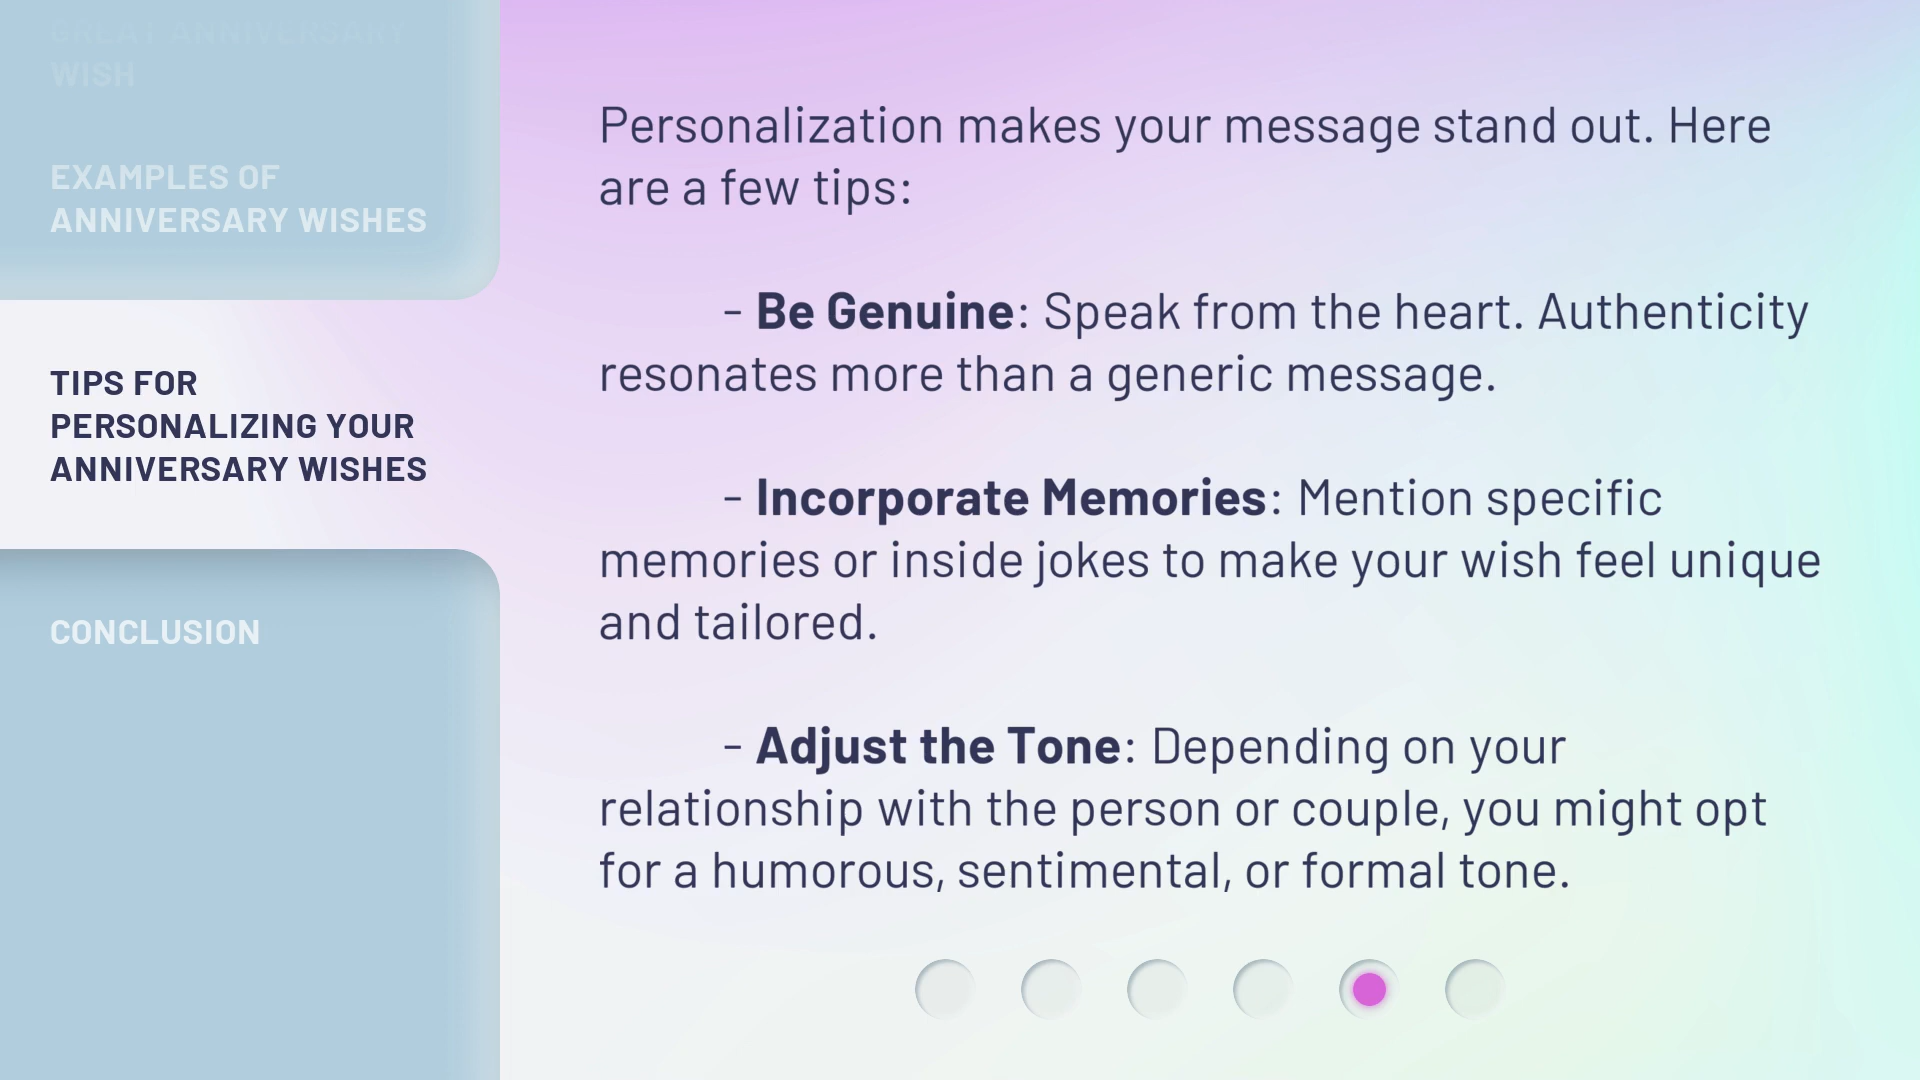 GREAT ANNIVERSARY
WISH
EXAMPLES OF
ANNIVERSARY WISHES
TIPS FOR
PERSONALIZING YOUR
ANNIVERSARY WISHES
CONCLUSION
Personalization makes your message stand out. Here
are a few tips:
- Be Genuine: Speak from the heart. Authenticity
resonates more than a generic message.
- Incorporate Memories: Mention specific
memories or inside jokes to make your wish feel unique
and tailored.
- Adjust the Tone: Depending on your
relationship with the person or couple, you might opt
for a humorous, sentimental, or formal tone.